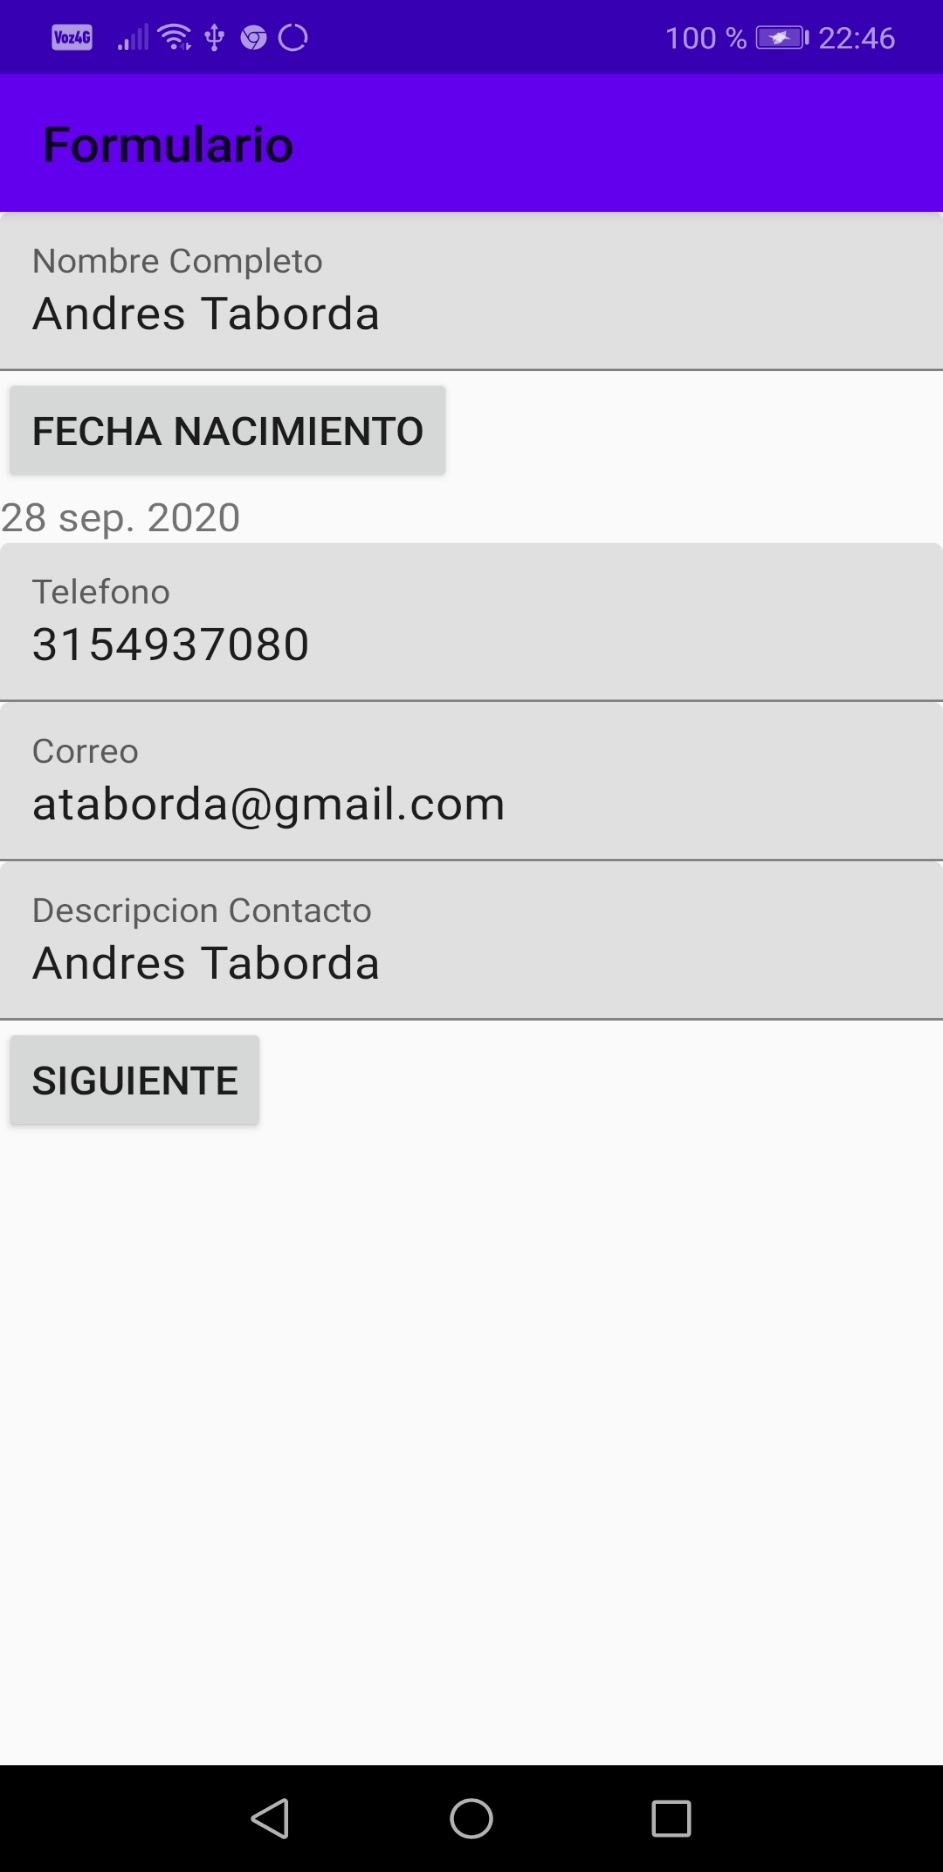 Voz4G 100 % 22:46
Formulario
Nombre Completo
Andres Taborda
FECHA NACIMIENTO
28 sep. 2020
Telefono
3154937080
Correo
ataborda@gmail.com
Descripcion Contacto
Andres Taborda
SIGUIENTE